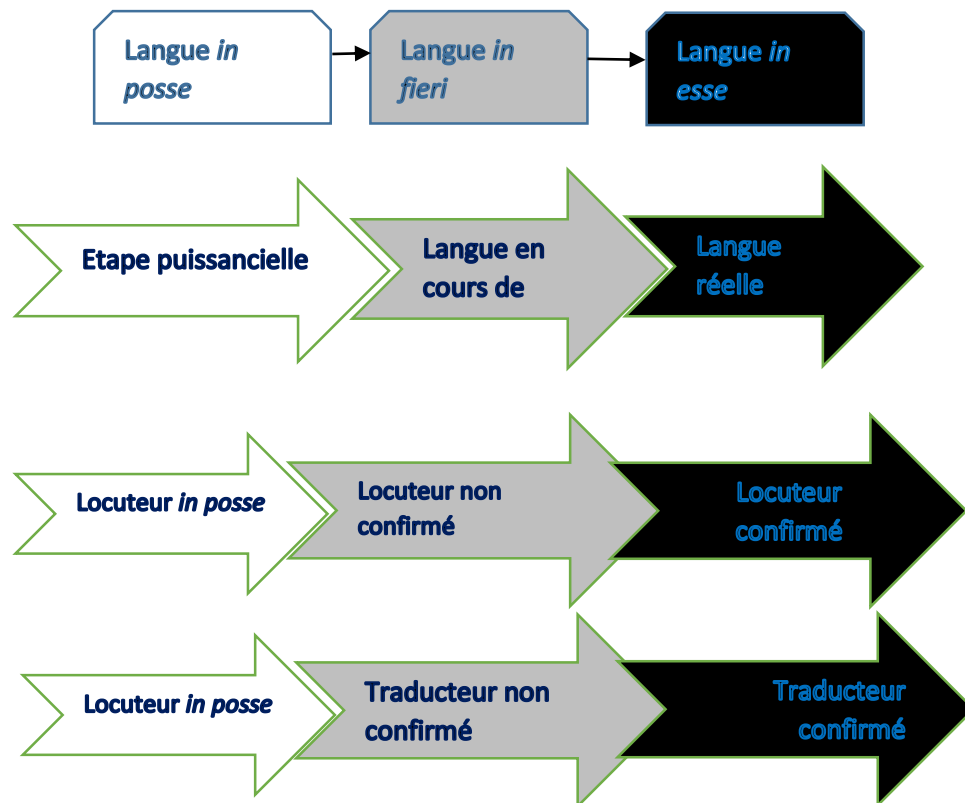 Langue in
posse
Langue in
fieri
Langue in
esse
Etape puissancielle
Langue en
cours de
Langue
réelle
Locuteur in posse
Locuteur non
confirmé
Locuteur
confirmé
Locuteur in posse
Traducteur non
confirmé
Traducteur
confirmé